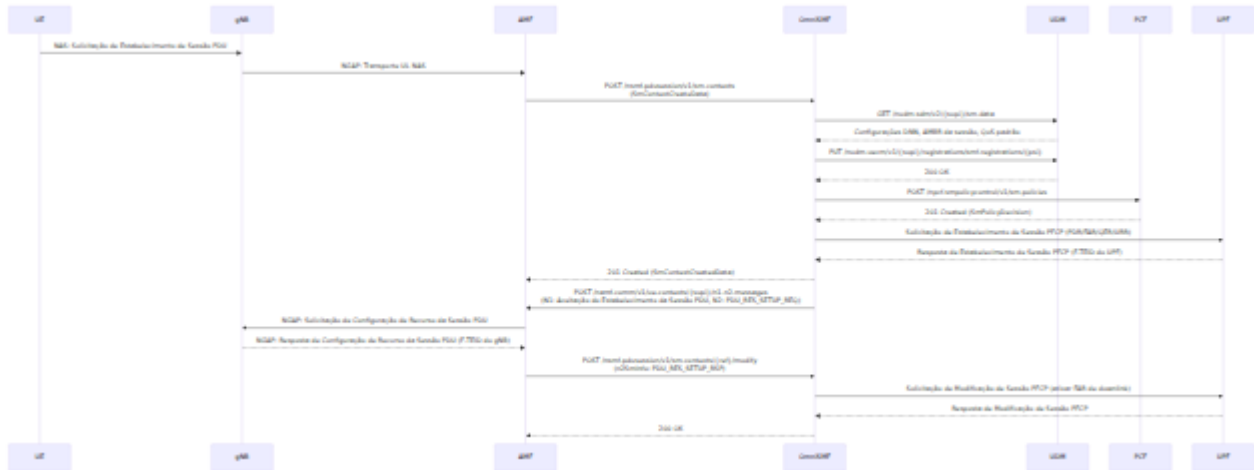 UE gNB AMF OmniSMF UDM PCF UPF
NAS: Solicitação de Estabelecimento de Sessão PDU
NGAP: Transporte UL NAS
POST /nsmf-pdusession/v1/sm-contexts
(SmContextCreateData)
GET /nudm-sdm/v2/{supi}/sm-data
Configurações DNN, AMBR de sessão, QoS padrão
PUT /nudm-uecm/v1/{supi}/registrations/smf-registrations/{psi}
200 OK
POST /npcf-smpolicycontrol/v1/sm-policies
201 Created (SmPolicyDecision)
Solicitação de Estabelecimento de Sessão PFCP (PDR/FAR/QER/URR)
Resposta de Estabelecimento de Sessão PFCP (F-TEID do UPF)
201 Created (SmContextCreatedData)
POST /namf-comm/v1/ue-contexts/{supi}/n1-n2-messages
(N1: Aceitação de Estabelecimento de Sessão PDU, N2: PDU_RES_SETUP_REQ)
NGAP: Solicitação de Configuração de Recurso de Sessão PDU
NGAP: Resposta de Configuração de Recurso de Sessão PDU (F-TEID do gNB)
POST /nsmf-pdusession/v1/sm-contexts/{ref}/modify
(n2SmInfo: PDU_RES_SETUP_RSP)
Solicitação de Modificação de Sessão PFCP (ativar FAR de downlink)
Resposta de Modificação de Sessão PFCP
200 OK
UE gNB AMF OmniSMF UDM PCF UPF